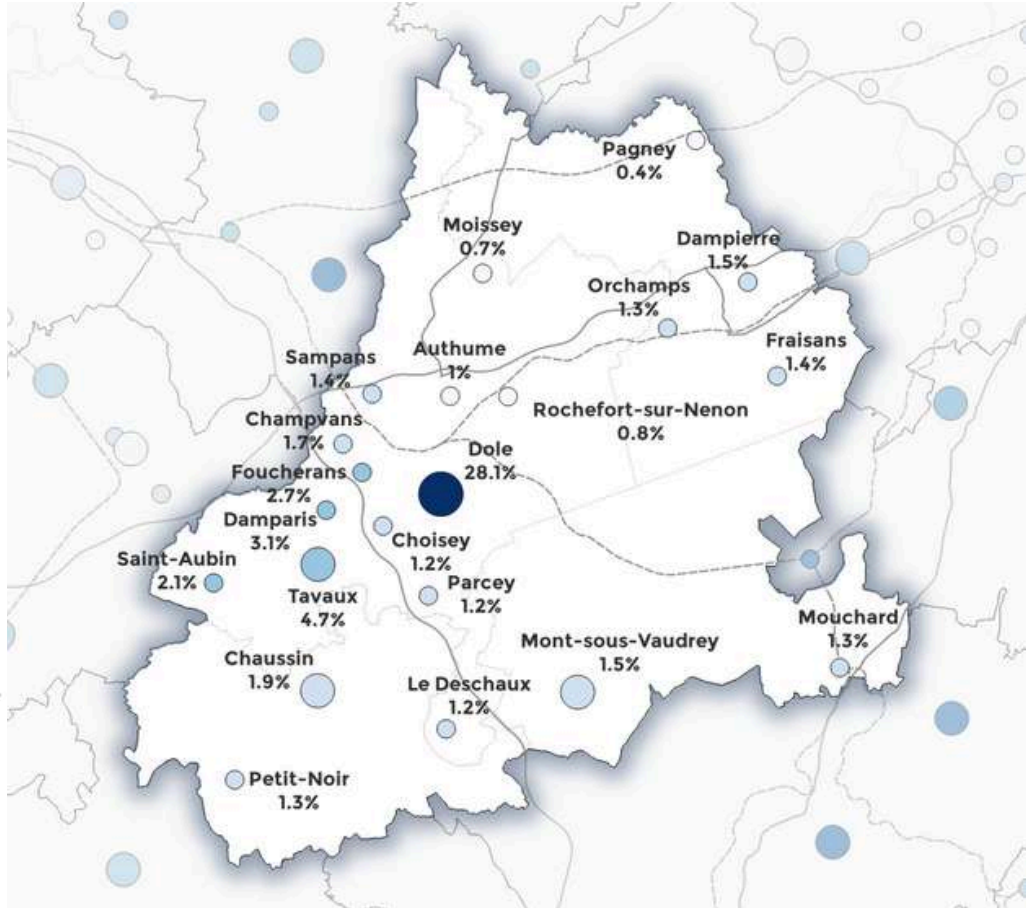 Pagney
0.4%
Moissey
0.7%
Dampierre
1.5%
Orchamps
1.3%
Fraisans
1.4%
Sampans
1.4%
Authume
1%
Rochefort-sur-Nenon
0.8%
Champvans
1.7%
Dole
28.1%
Foucherans
2.7%
Damparis
3.1%
Choisey
1.2%
Saint-Aubin
2.1%
Tavaux
4.7%
Parcey
1.2%
Mouchard
1.3%
Mont-sous-Vaudrey
1.5%
Chaussin
1.9%
Le Deschaux
1.2%
Petit-Noir
1.3%